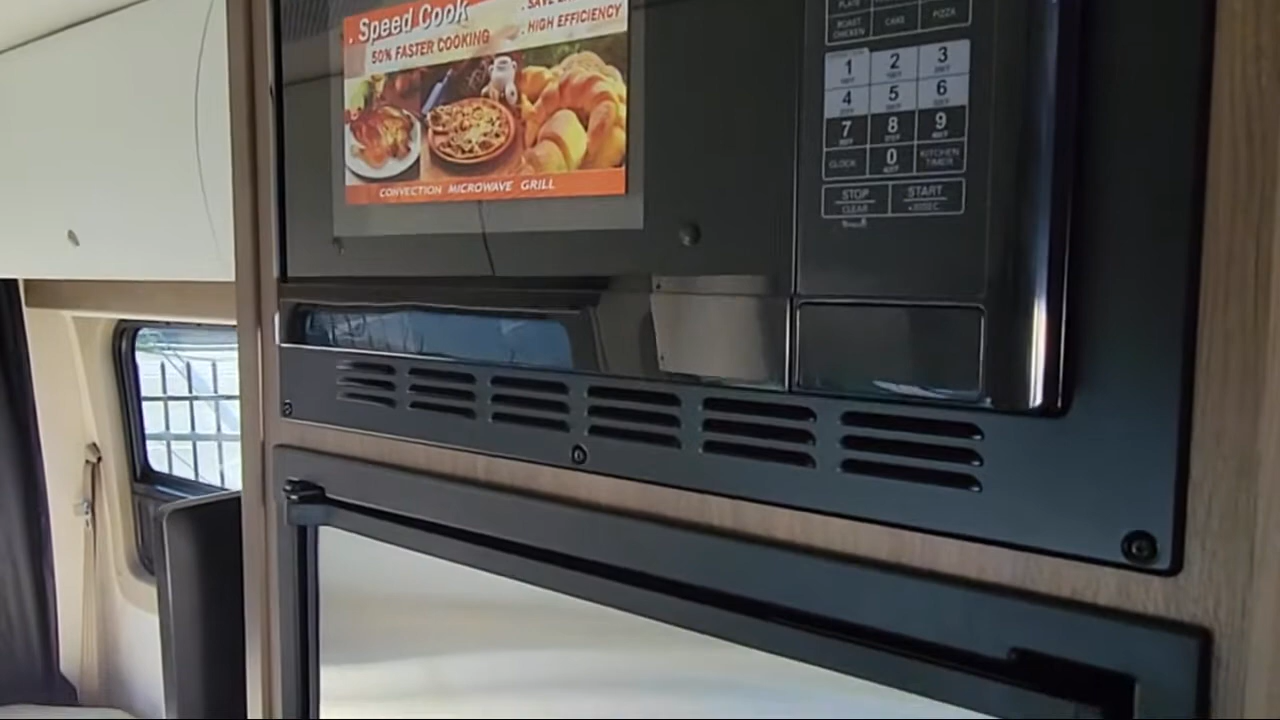 . Speed Cook
50% FASTER COOKING
. HIGH EFFICIENCY
CONVECTION MICROWAVE GRILL
PLATE
ROAST CHICKEN
CAKE
PIZZA
1 2 3
4 5 6
7 8 9
CLOCK 0 KITCHEN TIMER
STOP CLEAR
START +30SEC